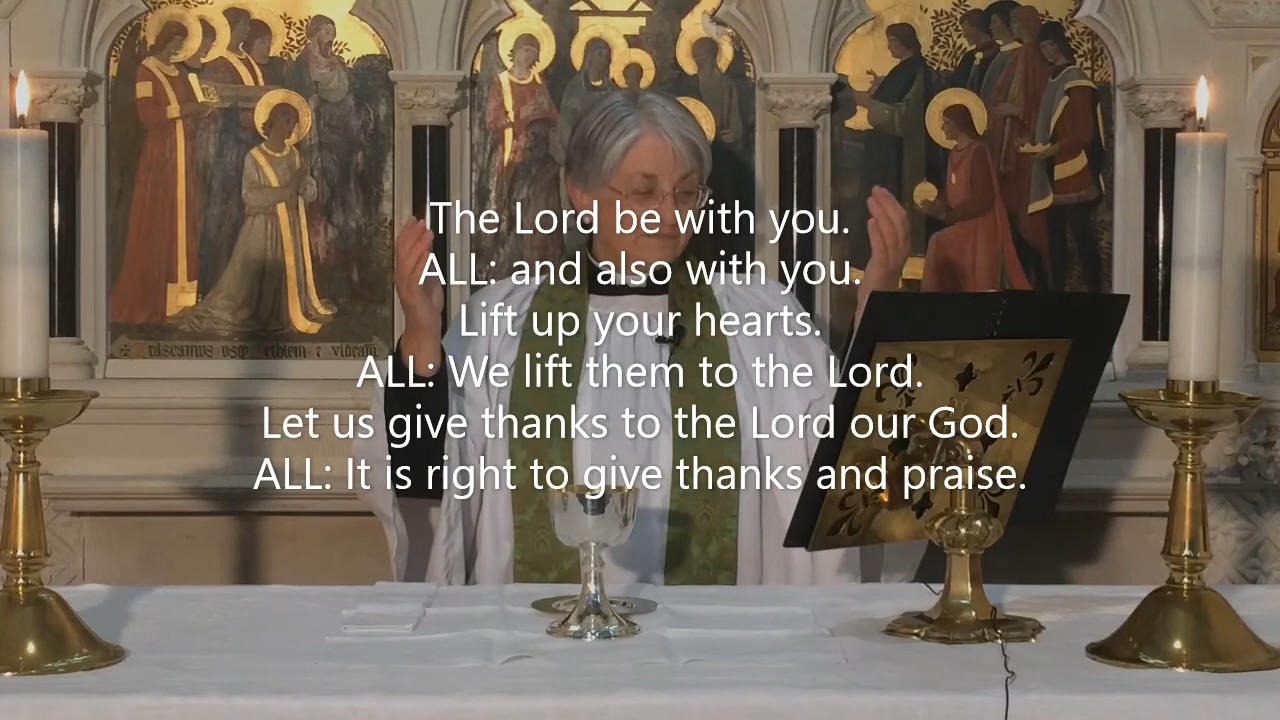 The Lord be with you.
ALL: and also with you.
Lift up your hearts.
ALL: We lift them to the Lord.
Let us give thanks to the Lord our God.
ALL: It is right to give thanks and praise.